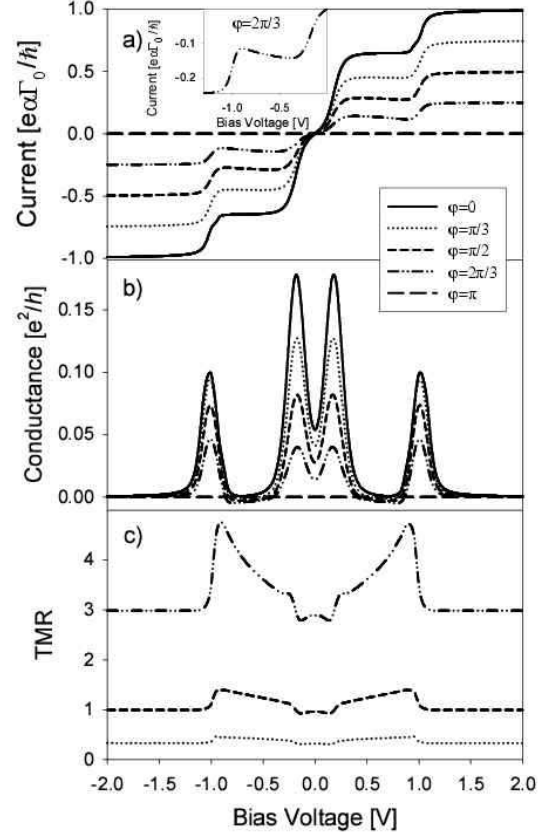 a)
φ=2π/3
Current [eαΓ₀/ħ]
-0.1
-0.2
-1.0
-0.5
Bias Voltage [V]
Current [eαΓ₀/ħ]
1.0
0.5
0.0
-0.5
-1.0
φ=0
φ=π/3
φ=π/2
φ=2π/3
φ=π
b)
Conductance [e²/h]
0.15
0.10
0.05
0.00
c)
TMR
4
3
2
1
0
-2.0 -1.5 -1.0 -0.5 0.0 0.5 1.0 1.5 2.0
Bias Voltage [V]